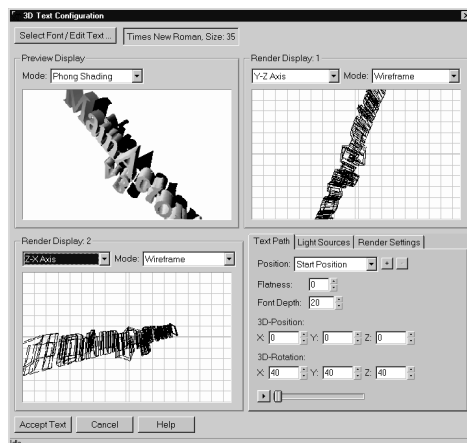 3D Text Configuration
Select Font/Edit Text ...
Times New Roman, Size: 35
Preview Display
Mode: Phong Shading
Render Display: 1
Y-Z Axis
Mode: Wireframe
Render Display: 2
Z-X Axis
Mode: Wireframe
Text Path
Light Sources
Render Settings
Position: Start Position
+
-
Flatness: 0
Font Depth: 20
3D-Position:
X: 0 Y: 0 Z: 0
3D-Rotation:
X: 40 Y: 40 Z: 40
Accept Text
Cancel
Help